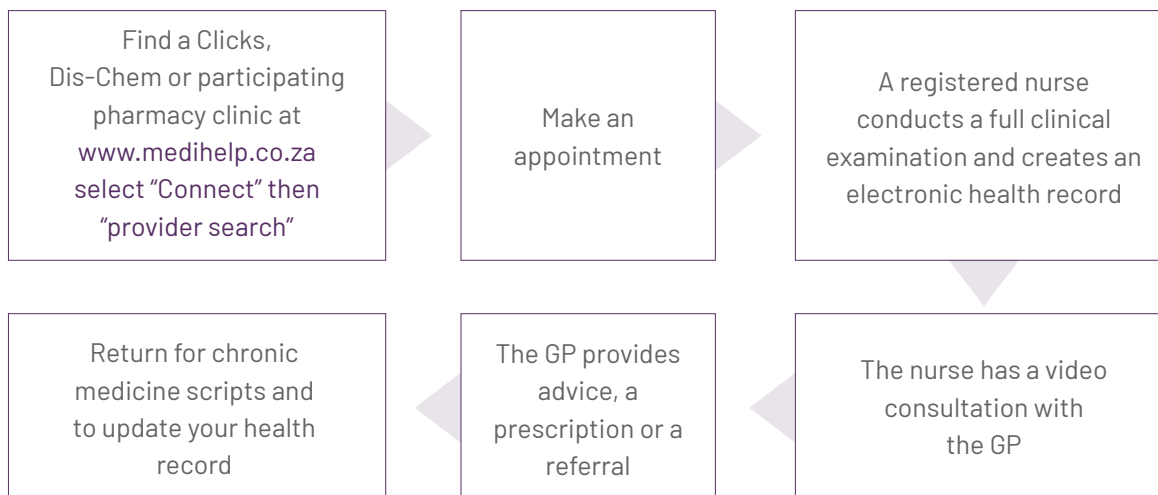 Find a Clicks,
Dis-Chem or participating
pharmacy clinic at
www.medihelp.co.za
select “Connect” then
“provider search”
Make an
appointment
A registered nurse
conducts a full clinical
examination and creates an
electronic health record
The nurse has a video
consultation with
the GP
The GP provides
advice, a
prescription or a
referral
Return for chronic
medicine scripts and
to update your health
record